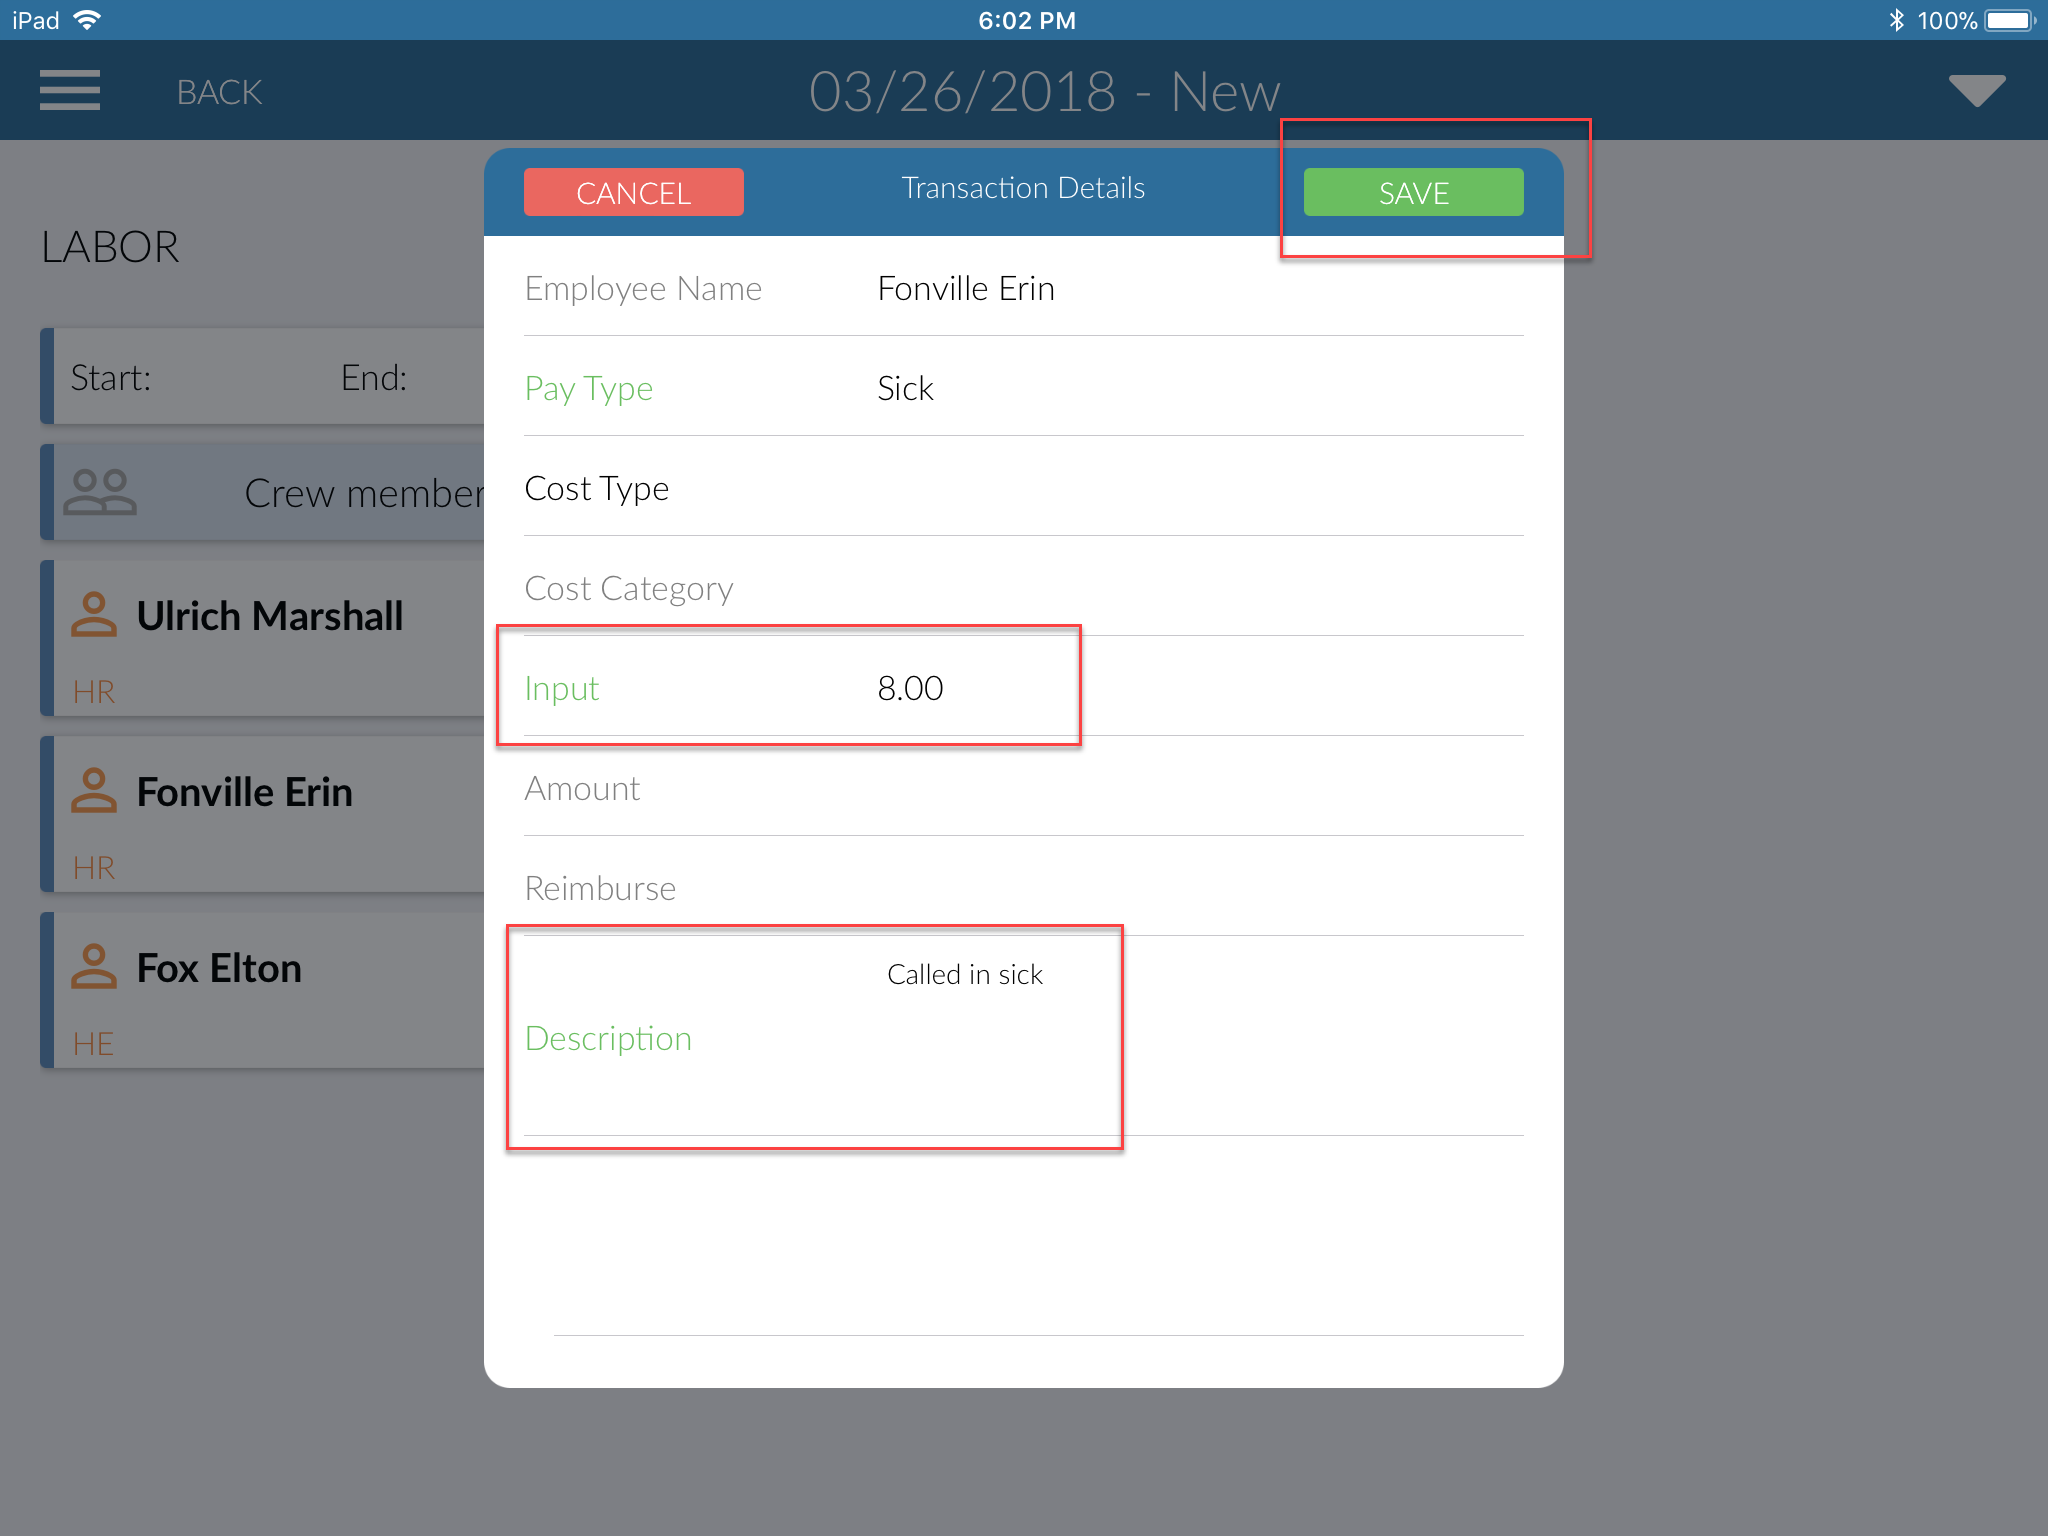 iPad 6:02 PM 100%
BACK 03/26/2018 - New
CANCEL Transaction Details SAVE
LABOR
Start: End:
Crew member
Ulrich Marshall
HR
Fonville Erin
HR
Fox Elton
HE
Employee Name Fonville Erin
Pay Type Sick
Cost Type
Cost Category
Input 8.00
Amount
Reimburse
Called in sick
Description